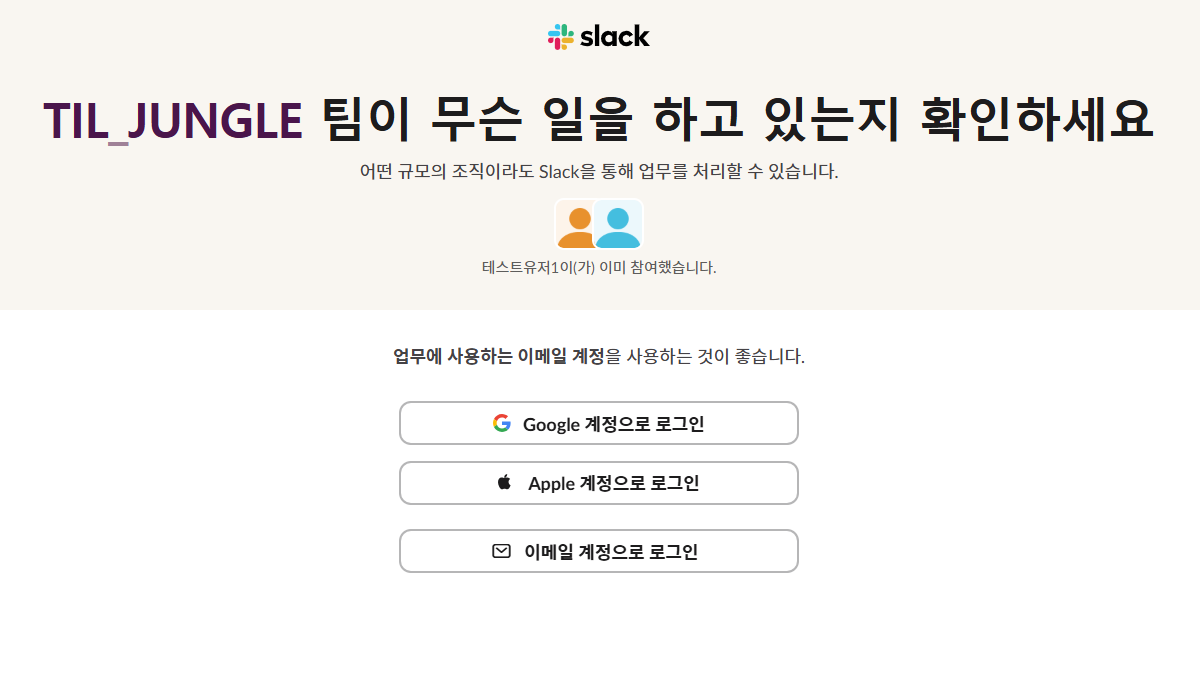 slack
TIL_JUNGLE 팀이 무슨 일을 하고 있는지 확인하세요
어떤 규모의 조직이라도 Slack을 통해 업무를 처리할 수 있습니다.
테스트유저1이(가) 이미 참여했습니다.
업무에 사용하는 이메일 계정을 사용하는 것이 좋습니다.
Google 계정으로 로그인
Apple 계정으로 로그인
이메일 계정으로 로그인